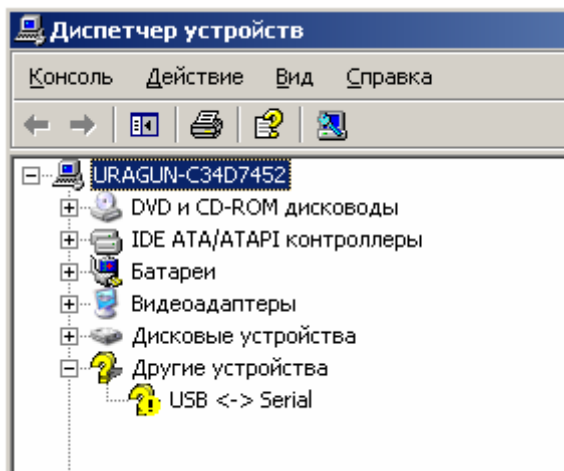 Диспетчер устройств
Консоль Действие Вид Справка
URAGUN-C34D7452
DVD и CD-ROM дисководы
IDE ATA/ATAPI контроллеры
Батареи
Видеоадаптеры
Дисковые устройства
Другие устройства
USB <-> Serial